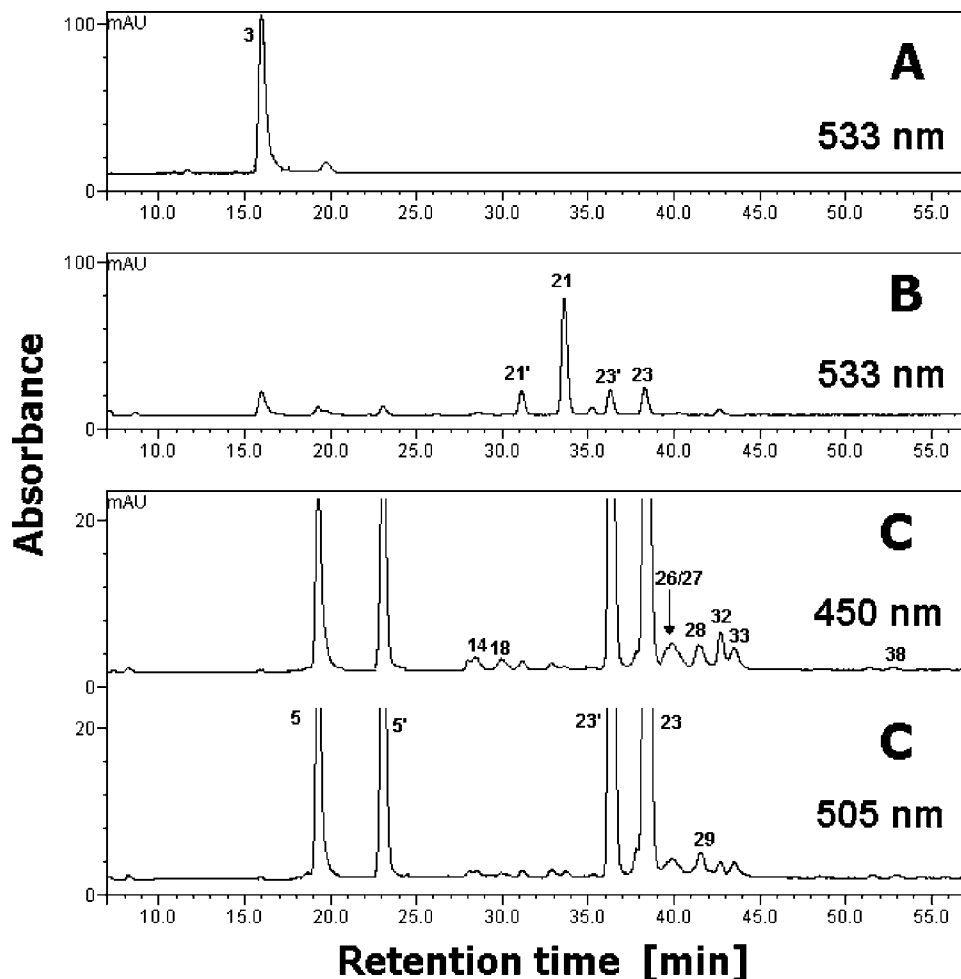 100 mAU
3
A
533 nm
0
10.0 15.0 20.0 25.0 30.0 35.0 40.0 45.0 50.0 55.0
100 mAU
21
B
21' 23' 23
533 nm
0
10.0 15.0 20.0 25.0 30.0 35.0 40.0 45.0 50.0 55.0
mAU
20
C
26/27
450 nm
14 18 28 32 33
38
0
5 5' 23' 23
20
C
505 nm
29
0
10.0 15.0 20.0 25.0 30.0 35.0 40.0 45.0 50.0 55.0
Absorbance
Retention time [min]